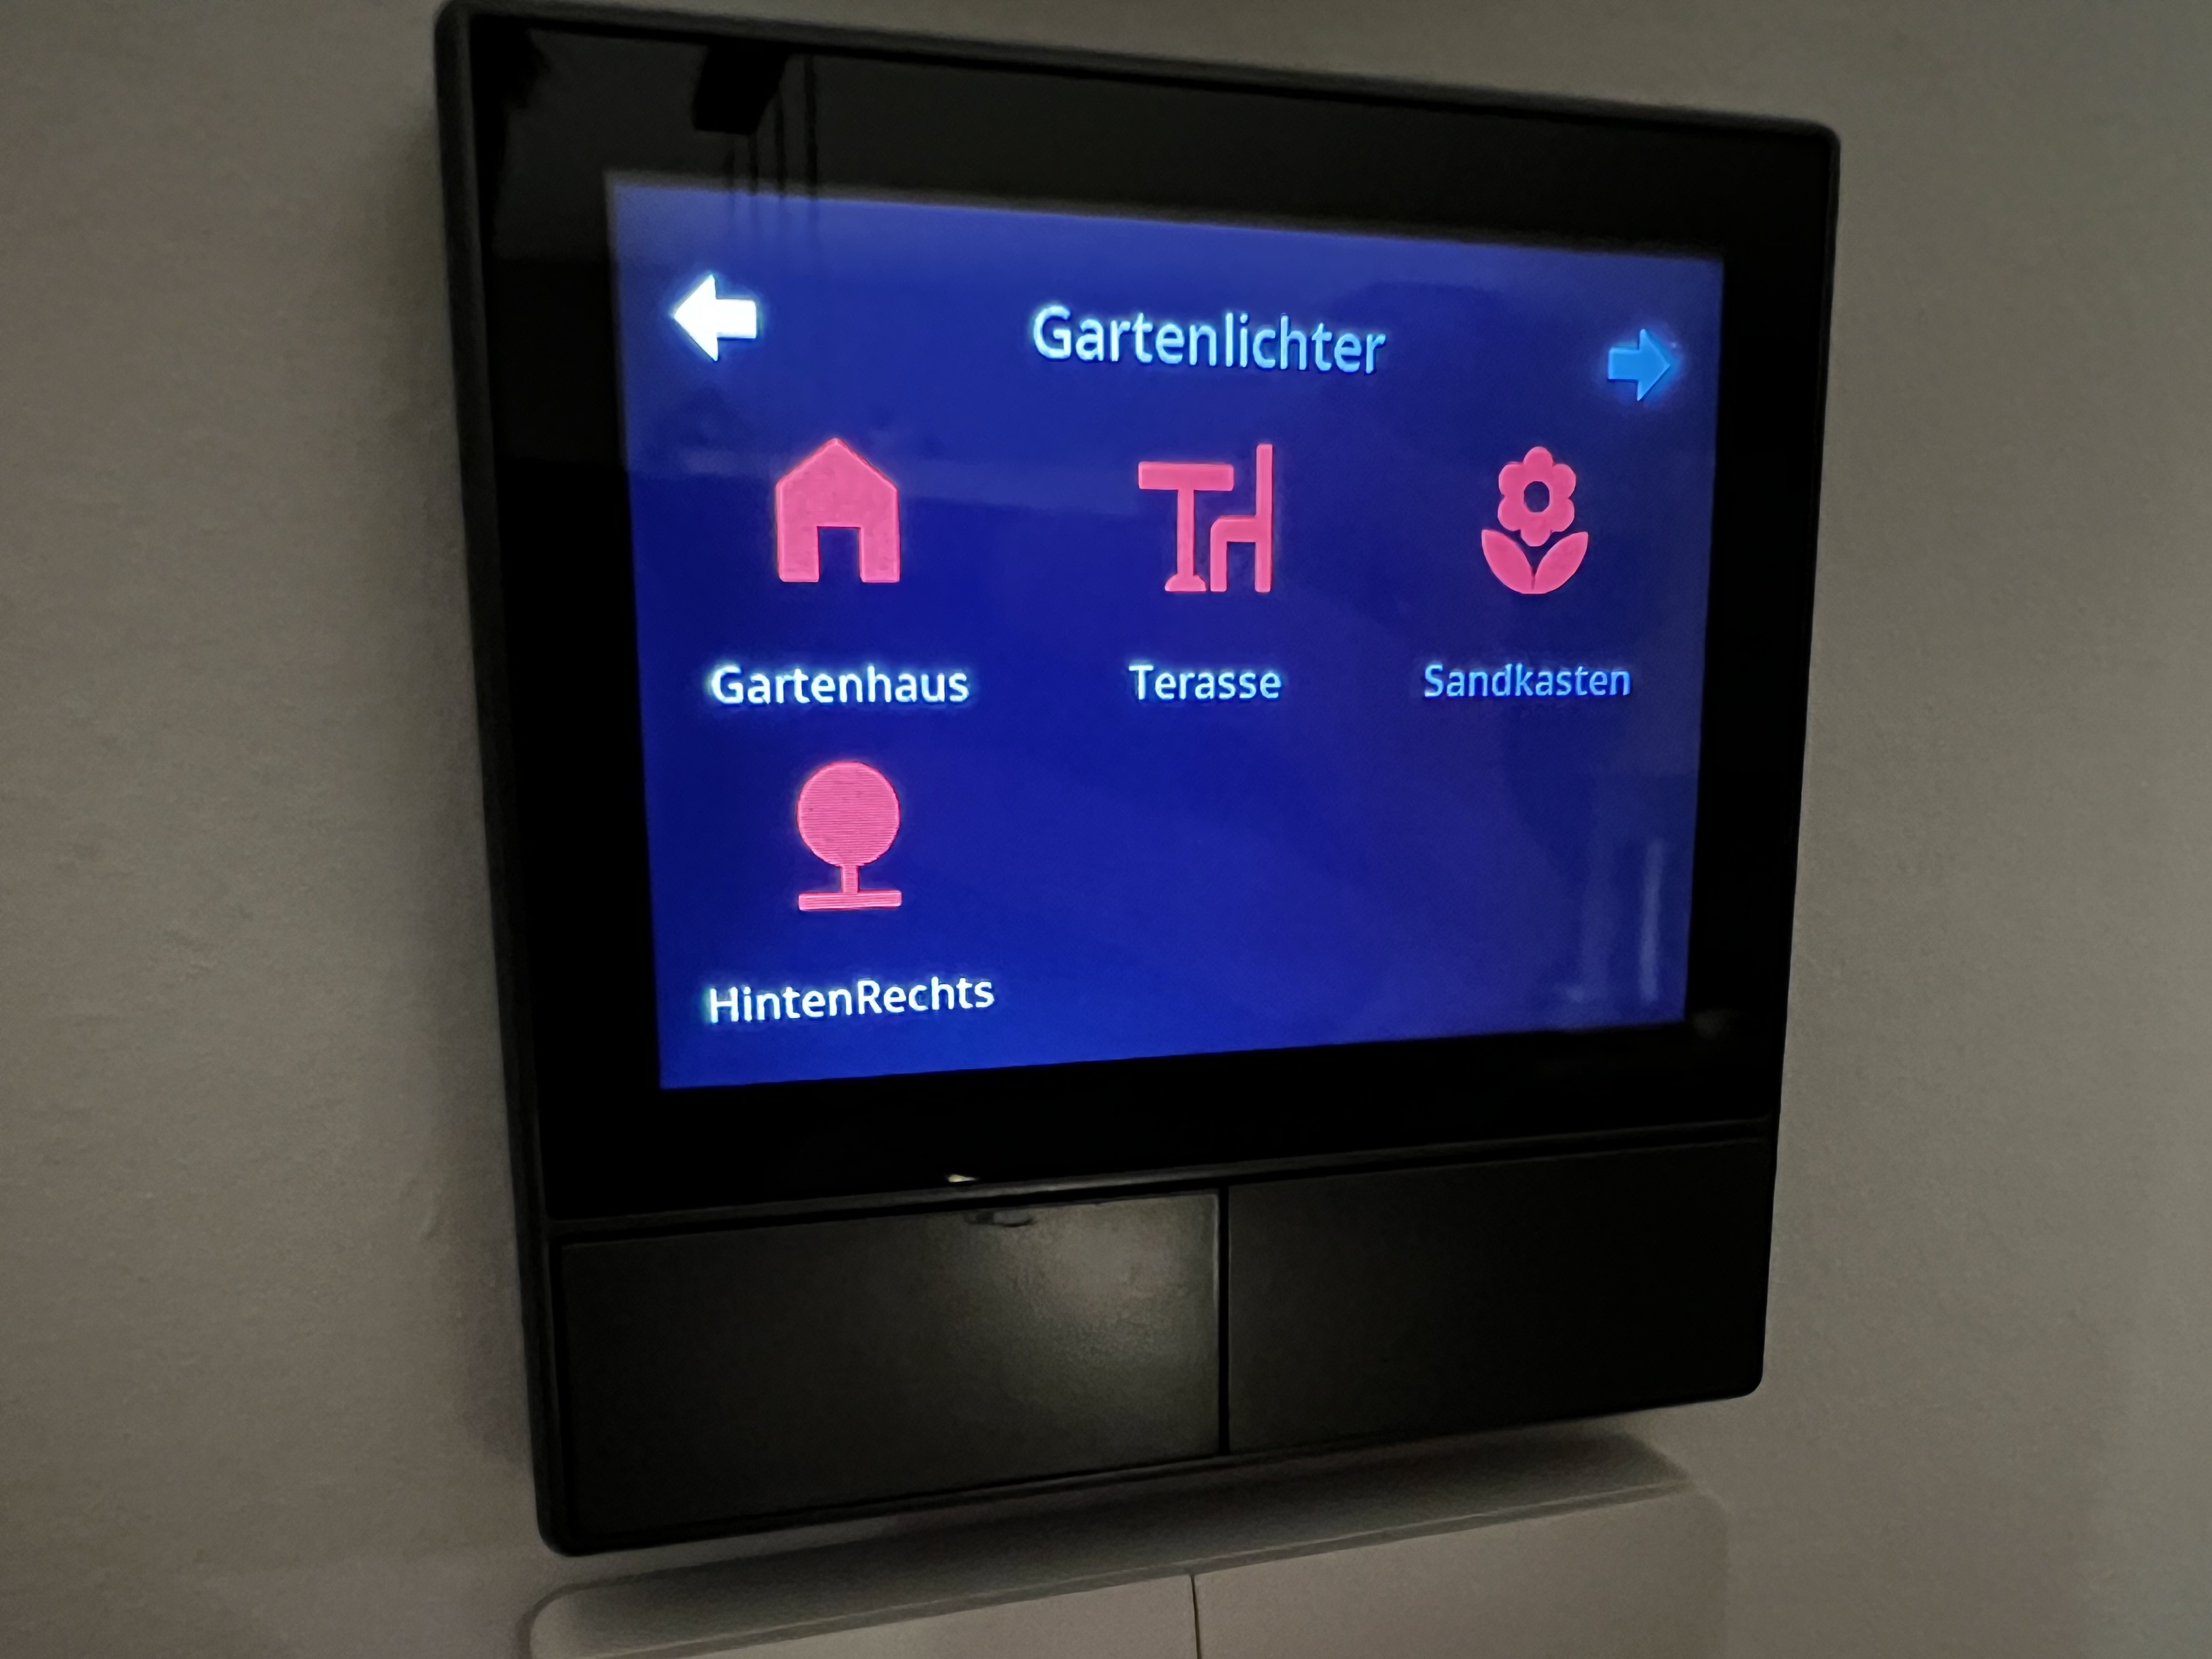 Gartenlichter
Gartenhaus Terasse Sandkasten
HintenRechts